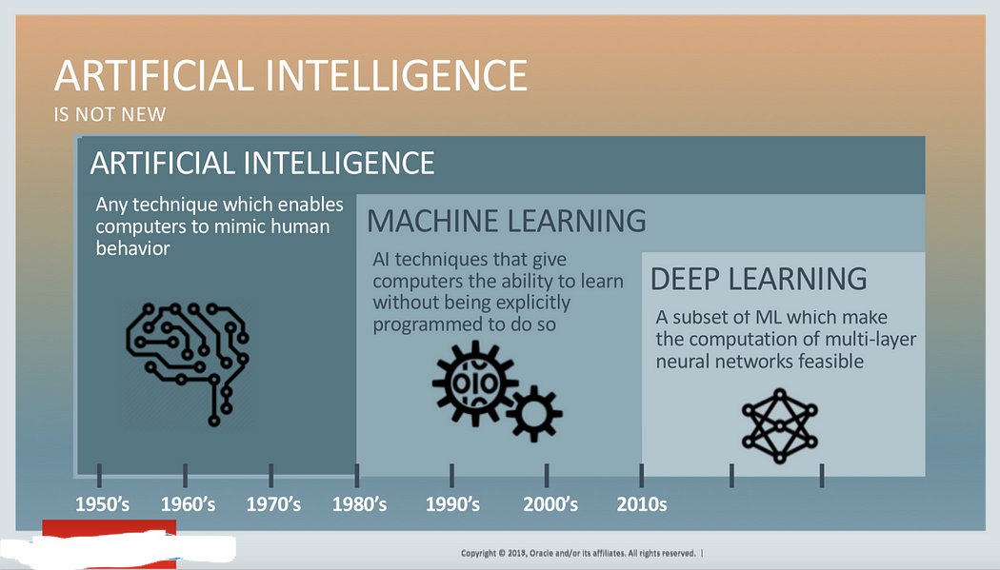 ARTIFICIAL INTELLIGENCE
IS NOT NEW
ARTIFICIAL INTELLIGENCE
Any technique which enables
computers to mimic human
behavior
MACHINE LEARNING
AI techniques that give
computers the ability to learn
without being explicitly
programmed to do so
DEEP LEARNING
A subset of ML which make
the computation of multi-layer
neural networks feasible
1950's 1960's 1970's 1980's 1990's 2000's 2010s
Copyright © 2019, Oracle and/or its affiliates. All rights reserved. |